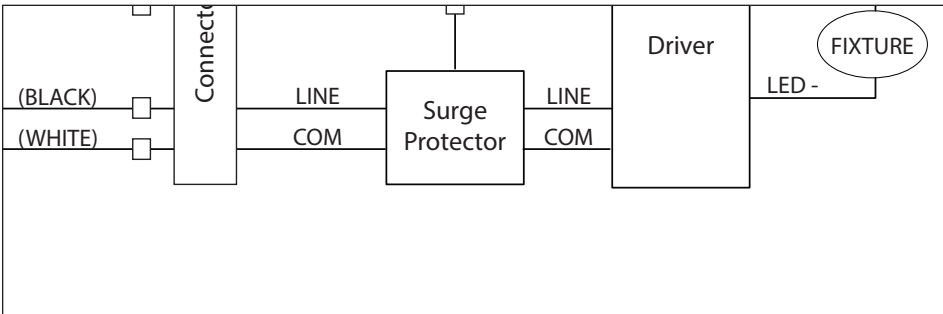 Driver
FIXTURE
LED -
(BLACK)
LINE
Surge
Protector
LINE
(WHITE)
COM
COM